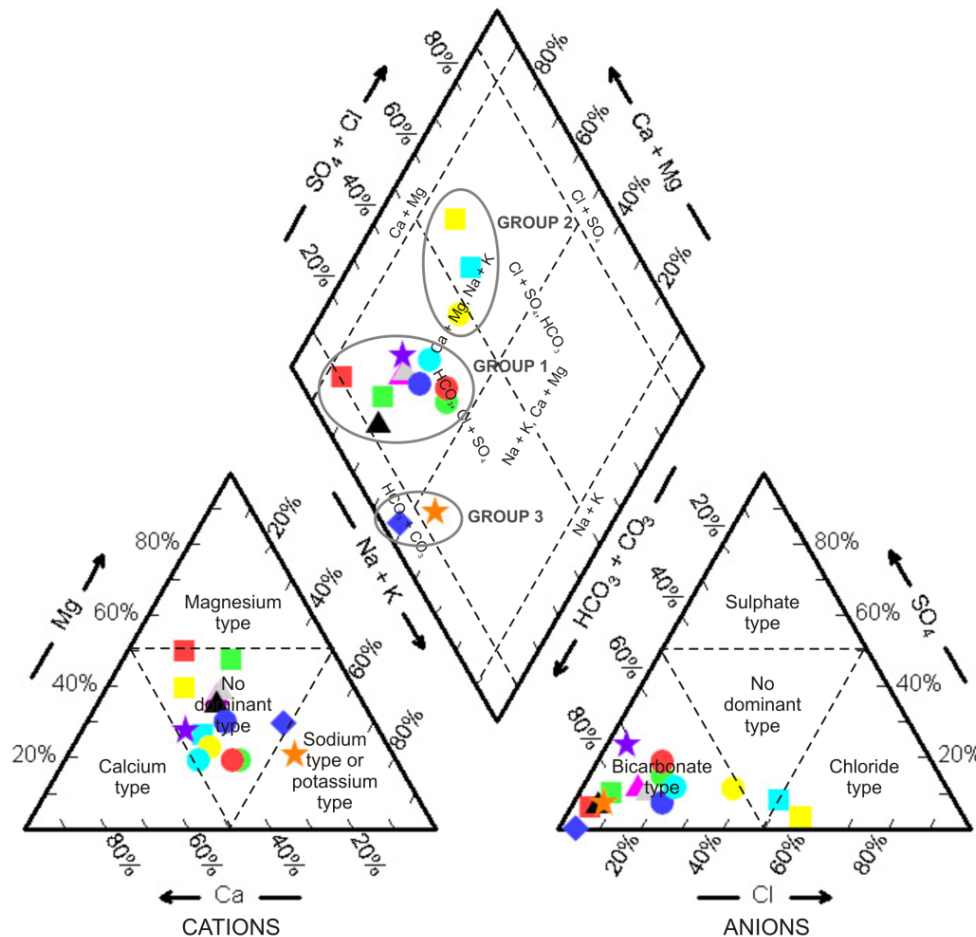 80%
80%
SO₄ + Cl
Ca + Mg
60%
60%
40%
40%
20%
20%
Ca + Mg
Cl + SO₄
GROUP 2
Ca + Mg, Na + K
Cl + SO₄, HCO₃
GROUP 1
HCO₃, Cl + SO₄
Na + K, Ca + Mg
HCO₃ + CO₃
Na + K
GROUP 3
Na + K
HCO₃ + CO₃
Mg
80%
60%
40%
20%
20%
40%
60%
80%
Magnesium
type
No
dominant
type
Calcium
type
Sodium
type or
potassium
type
80%
60%
40%
20%
Ca
CATIONS
20%
40%
60%
80%
SO₄
80%
60%
40%
20%
Sulphate
type
No
dominant
type
Bicarbonate
type
Chloride
type
20%
40%
60%
80%
Cl
ANIONS